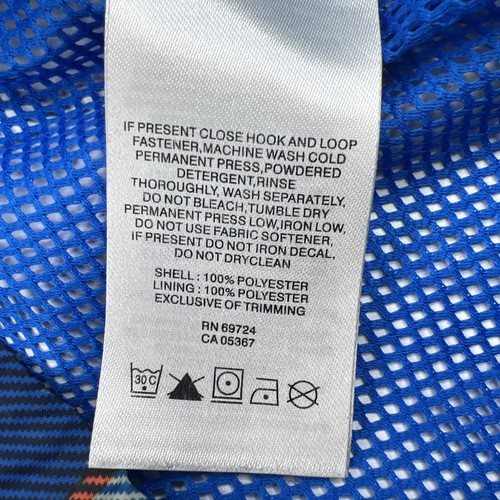 IF PRESENT CLOSE HOOK AND LOOP
FASTENER,MACHINE WASH COLD
PERMANENT PRESS,POWDERED
DETERGENT,RINSE
THOROUGHLY, WASH SEPARATELY,
DO NOT BLEACH,TUMBLE DRY
PERMANENT PRESS LOW,IRON LOW,
DO NOT USE FABRIC SOFTENER,
IF PRESENT DO NOT IRON DECAL,
DO NOT DRYCLEAN
SHELL : 100% POLYESTER
LINING : 100% POLYESTER
EXCLUSIVE OF TRIMMING
RN 69724
CA 05367
30 C